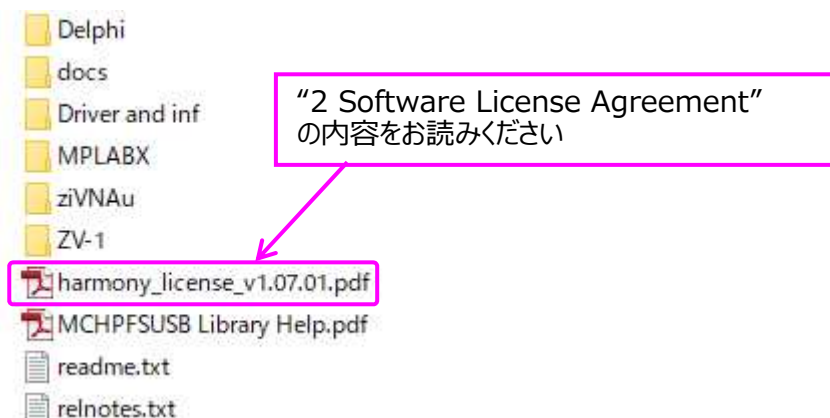 Delphi
docs
Driver and inf
MPLABX
ziVNAu
ZV-1
harmony_license_v1.07.01.pdf
MCHPFSUSB Library Help.pdf
readme.txt
relnotes.txt
“2 Software License Agreement”
の内容をお読みください